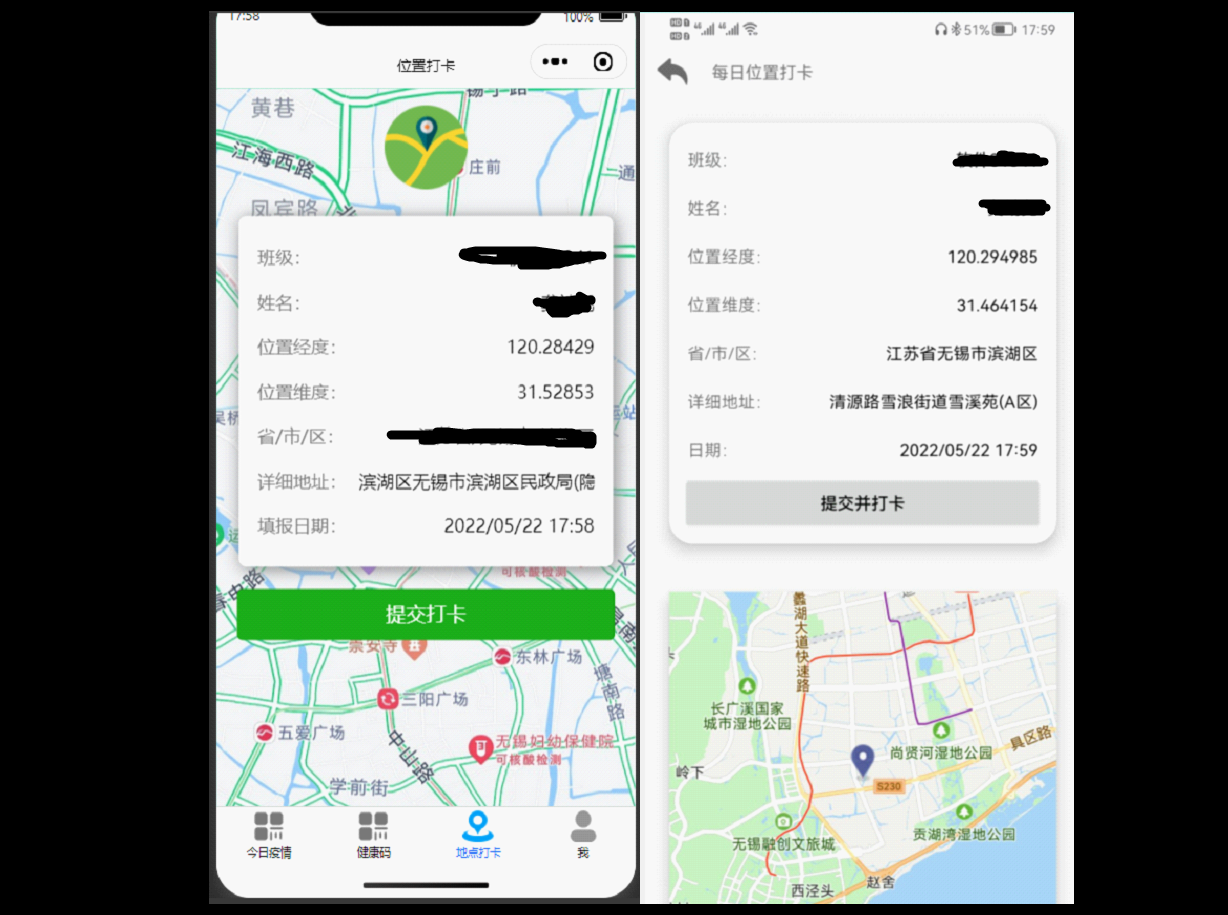 17:58
100%
位置打卡
黄巷
锡宁路
江海西路
庄前
通
凤宾路
北
班级:
姓名:
位置经度:
120.28429
位置维度:
31.52853
省/市/区:
详细地址:
滨湖区无锡市滨湖区民政局(隐
填报日期:
2022/05/22 17:58
吴桥
可核酸检测
提交打卡
崇安寺
东林广场
塘南路
三阳广场
五爱广场
中山路
无锡妇幼保健院
可核酸检测
学前街
今日疫情
健康码
地点打卡
我
51%
17:59
每日位置打卡
班级:
姓名:
位置经度:
120.294985
位置维度:
31.464154
省/市/区:
江苏省无锡市滨湖区
详细地址:
清源路雪浪街道雪溪苑(A区)
日期:
2022/05/22 17:59
提交并打卡
蠡湖大道快速路
长广溪国家
城市湿地公园
尚贤河湿地公园
具区路
岭下
S230
贡湖湾湿地公园
无锡融创文旅城
西泾头
赵舍